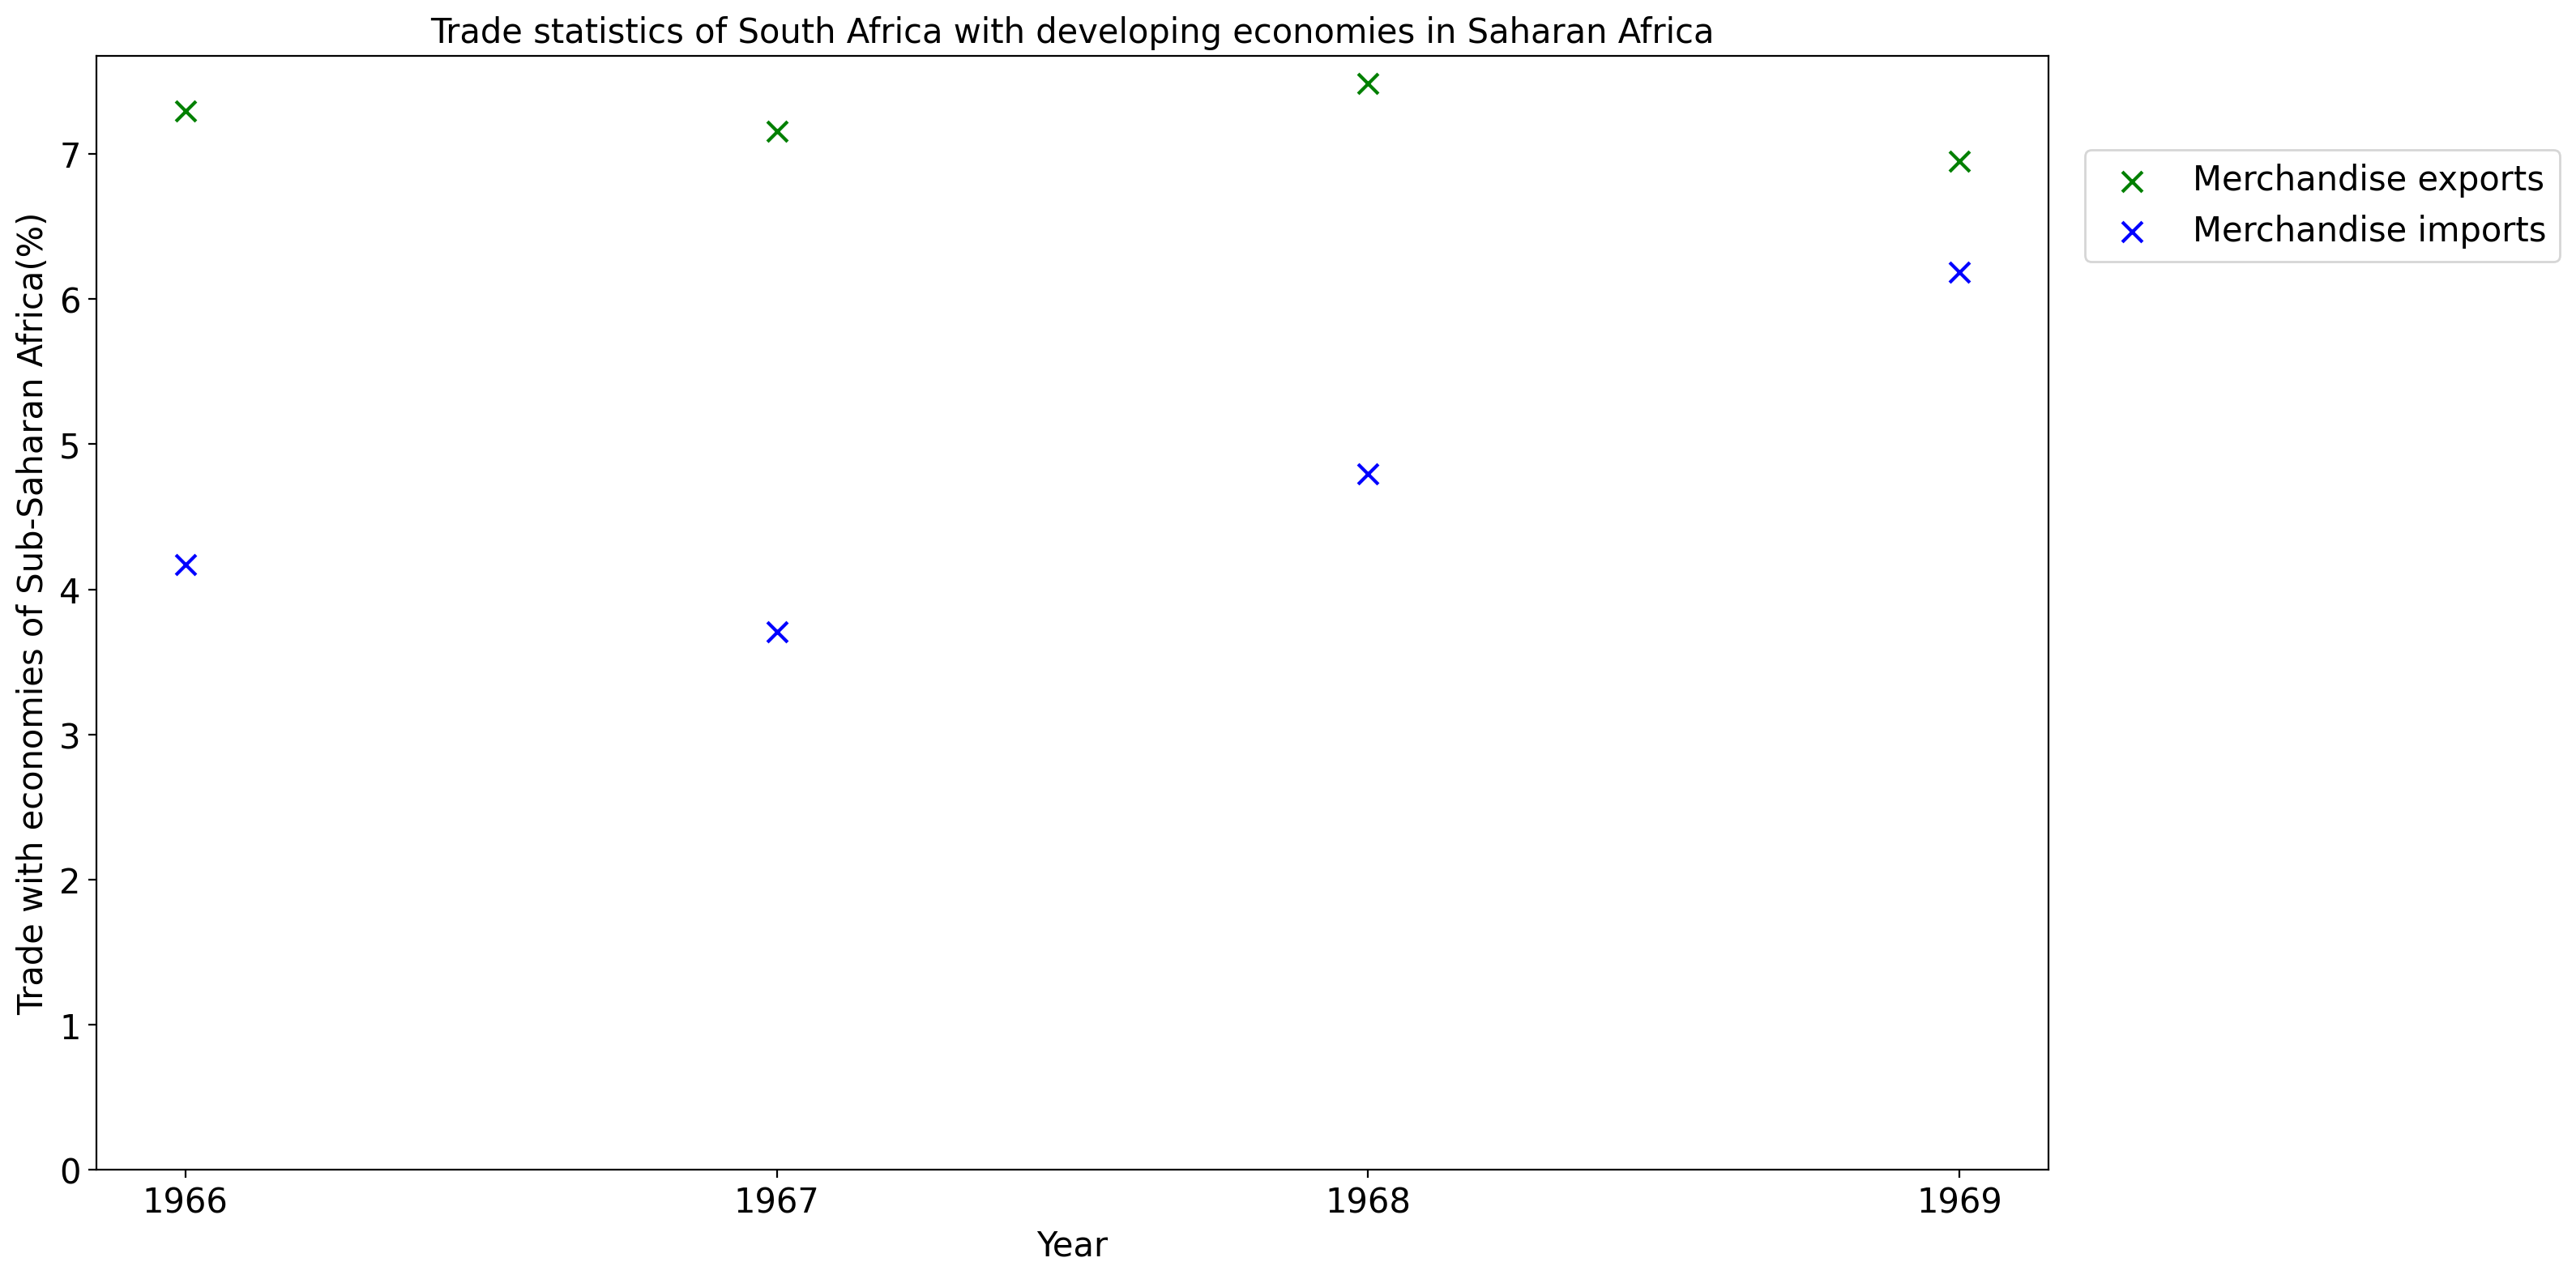 Trade statistics of South Africa with developing economies in Saharan Africa
Trade with economies of Sub-Saharan Africa(%)
7
6
5
4
3
2
1
0
1966 1967 1968 1969
Year
Merchandise exports
Merchandise imports